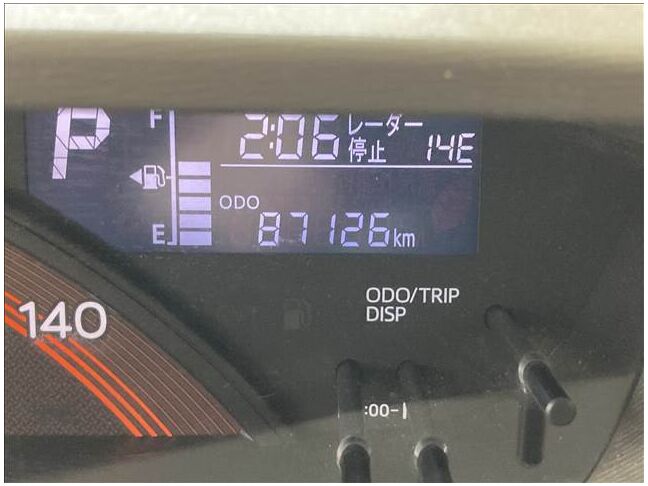 P
F
2:06
レーダー
停止
14E
ODO
E
87126km
140
ODO/TRIP
DISP
:00-|